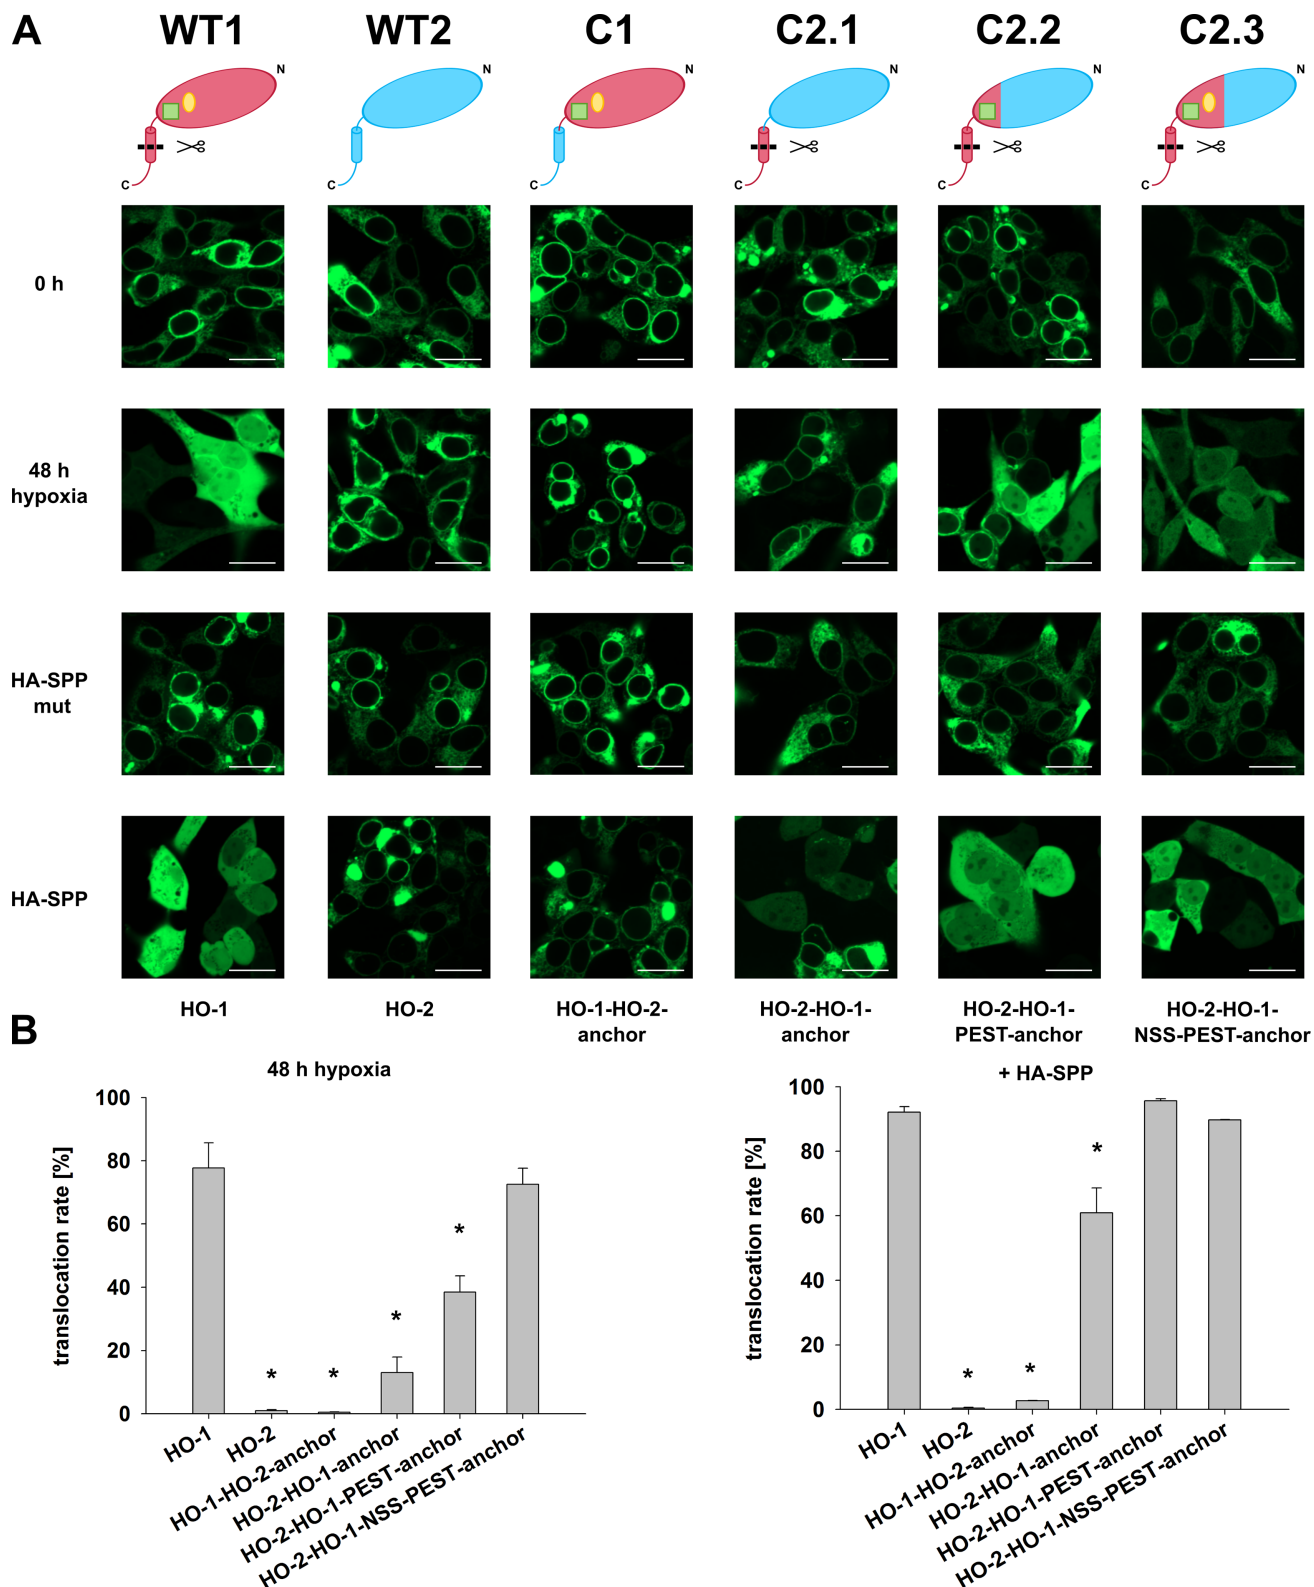 A
WT1 WT2 C1 C2.1 C2.2 C2.3
N N N N N N
C C C C C C
0 h
48 h
hypoxia
HA-SPP
mut
HA-SPP
HO-1 HO-2 HO-1-HO-2- HO-2-HO-1- HO-2-HO-1- HO-2-HO-1-
anchor anchor PEST-anchor NSS-PEST-anchor
B
48 h hypoxia
translocation rate [%]
100
80
60
40
20
0
* * * *
HO-1
HO-2
HO-1-HO-2-anchor
HO-2-HO-1-anchor
HO-2-HO-1-PEST-anchor
HO-2-HO-1-NSS-PEST-anchor
+ HA-SPP
translocation rate [%]
100
80
60
40
20
0
* * *
HO-1
HO-2
HO-1-HO-2-anchor
HO-2-HO-1-anchor
HO-2-HO-1-PEST-anchor
HO-2-HO-1-NSS-PEST-anchor